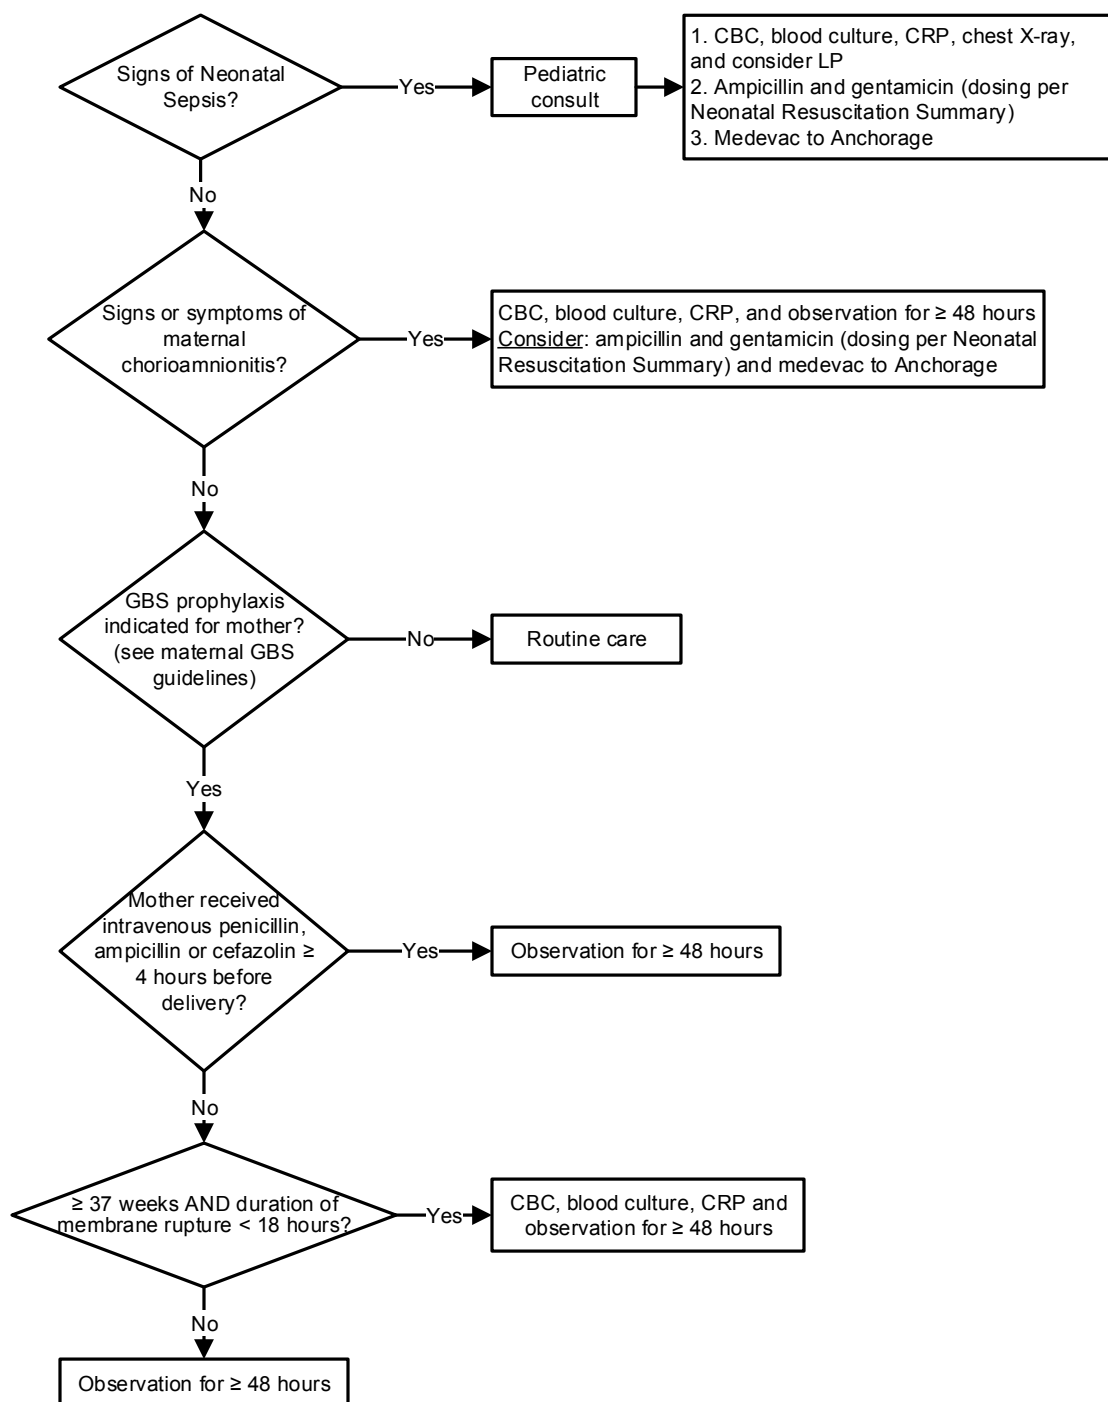 Signs of Neonatal
Sepsis?
Yes
Pediatric
consult
1. CBC, blood culture, CRP, chest X-ray,
and consider LP
2. Ampicillin and gentamicin (dosing per
Neonatal Resuscitation Summary)
3. Medevac to Anchorage
No
Signs or symptoms of
maternal
chorioamnionitis?
Yes
CBC, blood culture, CRP, and observation for ≥ 48 hours
Consider: ampicillin and gentamicin (dosing per Neonatal
Resuscitation Summary) and medevac to Anchorage
No
GBS prophylaxis
indicated for mother?
(see maternal GBS
guidelines)
No
Routine care
Yes
Mother received
intravenous penicillin,
ampicillin or cefazolin ≥
4 hours before
delivery?
Yes
Observation for ≥ 48 hours
No
≥ 37 weeks AND duration of
membrane rupture < 18 hours?
Yes
CBC, blood culture, CRP and
observation for ≥ 48 hours
No
Observation for ≥ 48 hours